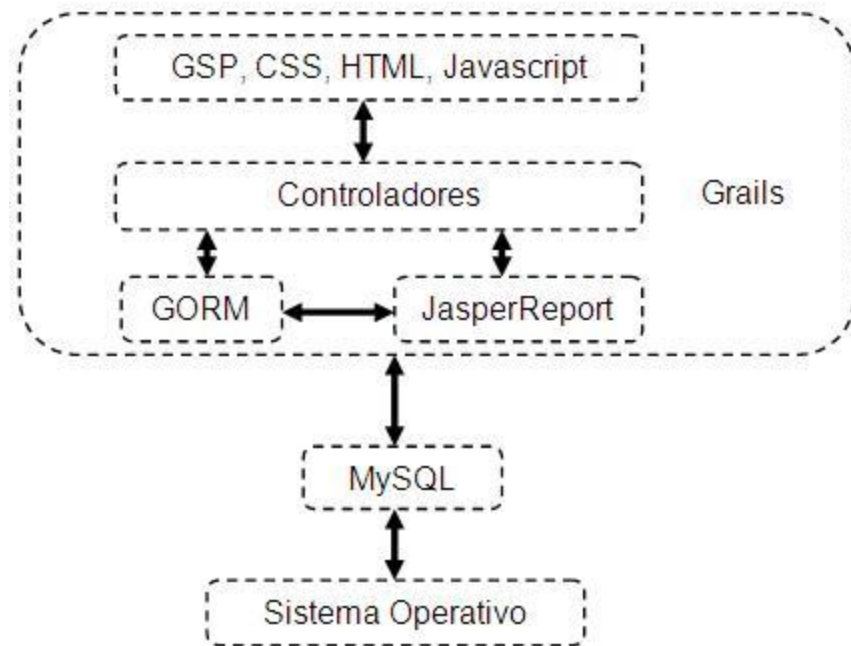 GSP, CSS, HTML, Javascript
Controladores
Grails
GORM
JasperReport
MySQL
Sistema Operativo